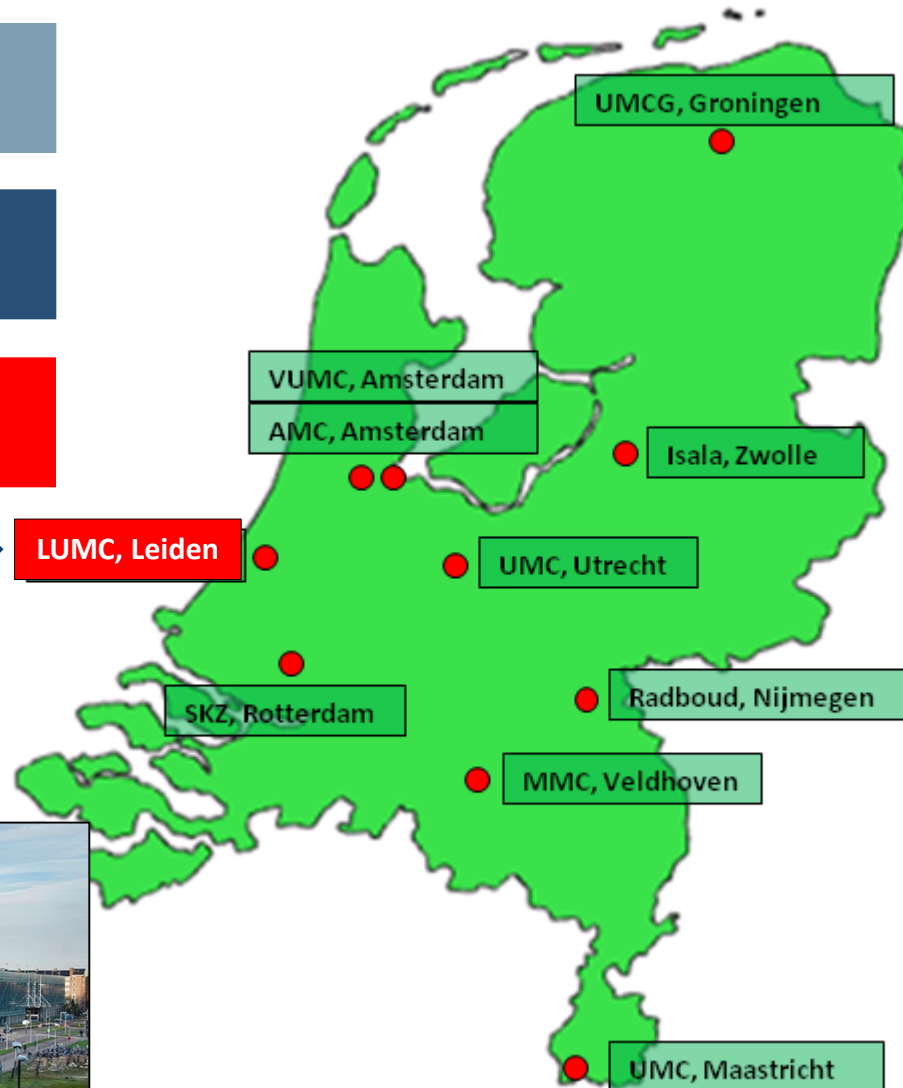 UMCG, Groningen
VUMC, Amsterdam
AMC, Amsterdam
Isala, Zwolle
LUMC, Leiden
UMC, Utrecht
Radboud, Nijmegen
SKZ, Rotterdam
MMC, Veldhoven
UMC, Maastricht